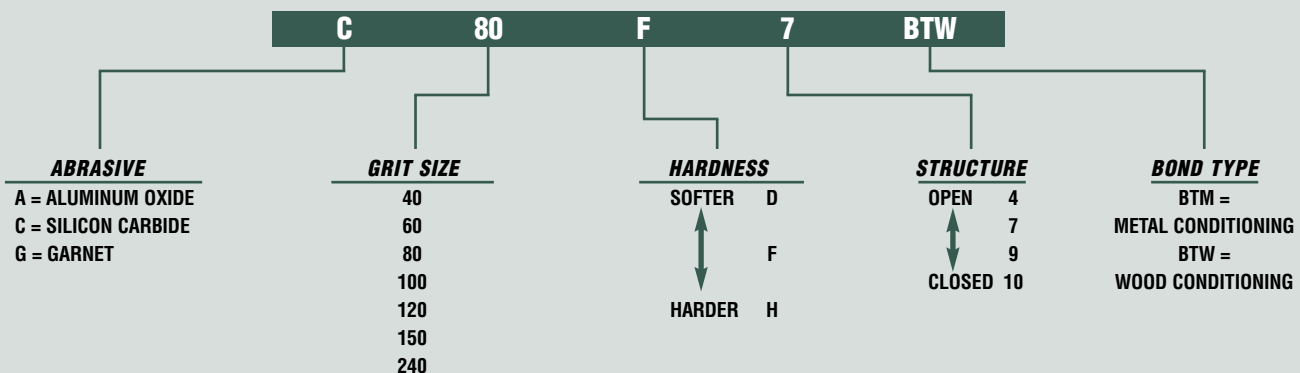 C 80 F 7 BTW
ABRASIVE
A = ALUMINUM OXIDE
C = SILICON CARBIDE
G = GARNET
GRIT SIZE
40
60
80
100
120
150
240
HARDNESS
SOFTER D
F
HARDER H
STRUCTURE
OPEN 4
7
9
CLOSED 10
BOND TYPE
BTM =
METAL CONDITIONING
BTW =
WOOD CONDITIONING